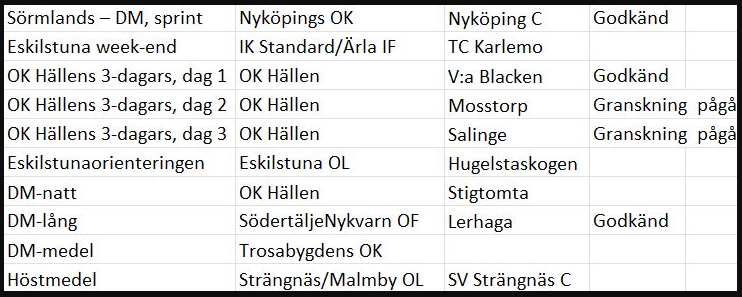 Sörmlands – DM, sprint Nyköpings OK Nyköping C Godkänd
Eskilstuna week-end IK Standard/Ärla IF TC Karlemo
OK Hällens 3-dagars, dag 1 OK Hällen V:a Blacken Godkänd
OK Hällens 3-dagars, dag 2 OK Hällen Mosstorp Granskning pågå
OK Hällens 3-dagars, dag 3 OK Hällen Salinge Granskning pågå
Eskilstunaorienteringen Eskilstuna OL Hugelstaskogen
DM-natt OK Hällen Stigtomta
DM-lång SödertäljeNykvarn OF Lerhaga Godkänd
DM-medel Trosabygdens OK
Höstmedel Strängnäs/Malmby OL SV Strängnäs C